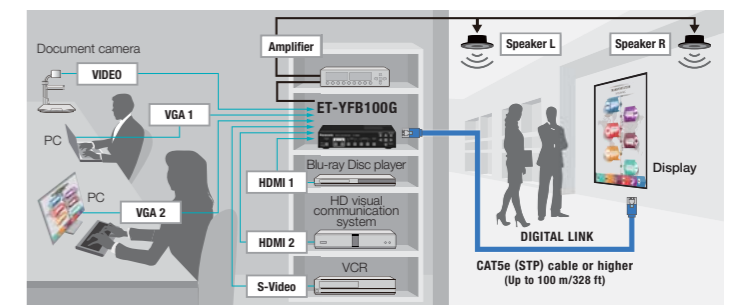 Document camera
VIDEO
VGA 1
PC
PC
VGA 2
Amplifier
ET-YFB100G
Blu-ray Disc player
HDMI 1
HD visual
communication
system
HDMI 2
VCR
S-Video
Speaker L
Speaker R
Display
DIGITAL LINK
CAT5e (STP) cable or higher
(Up to 100 m/328 ft)